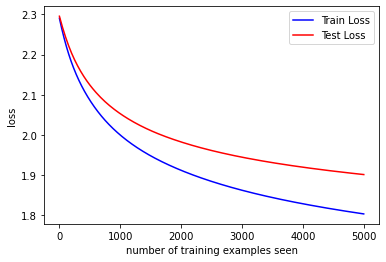 2.3
2.2
2.1
2.0
1.9
1.8
loss
Train Loss
Test Loss
0 1000 2000 3000 4000 5000
number of training examples seen